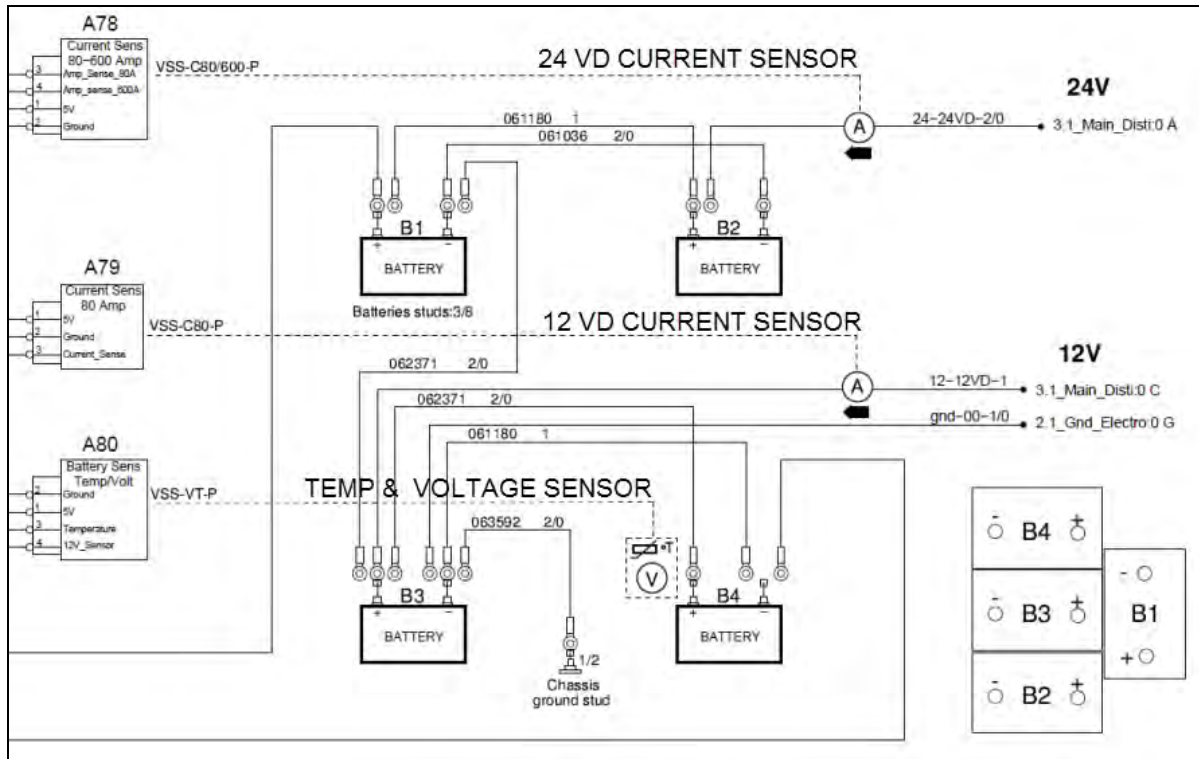 A78
Current Sens
80-600 Amp
3
Amp_Sense_80A
4
Amp_sense_600A
1
5V
2
Ground
VSS-C80/600-P
24 VD CURRENT SENSOR
24V
A
24-24VD-2/0
3.1_Main_Disti:0 A
061180 1
061036 2/0
B1
+ -
BATTERY
B2
+ -
BATTERY
Batteries studs:3/8
A79
Current Sens
80 Amp
1
5V
2
Ground
3
Current_Sense
VSS-C80-P
12 VD CURRENT SENSOR
12V
A
12-12VD-1
3.1_Main_Disti:0 C
gnd-00-1/0
2.1_Gnd_Electro:0 G
062371 2/0
062371 2/0
061180 1
A80
Battery Sens
Temp/Volt
2
Ground
1
5V
3
Temperature
4
12V_Sensor
VSS-VT-P
TEMP & VOLTAGE SENSOR
063592 2/0
°T
V
B3
+ -
BATTERY
B4
+ -
BATTERY
1/2
Chassis
ground stud
- B4 +
- B3 +
- B2 +
-
B1
+